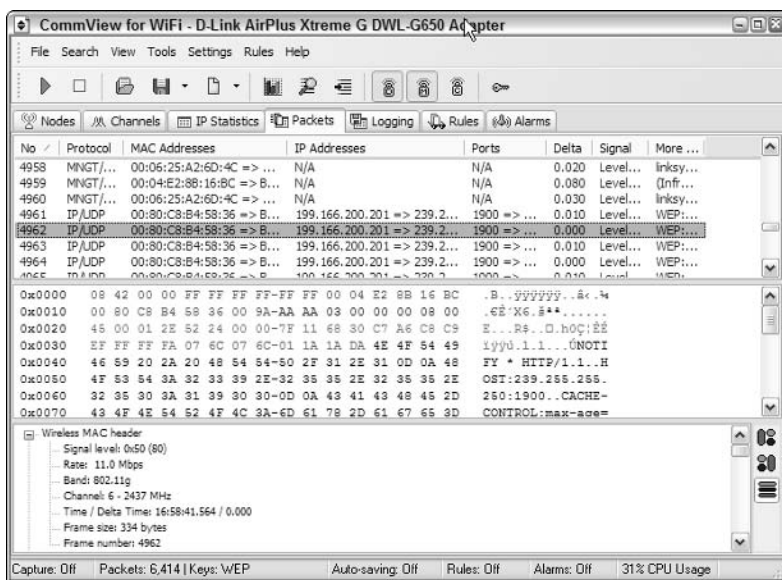 CommView for WiFi - D-Link AirPlus Xtreme G DWL-G650 Adapter
File Search View Tools Settings Rules Help
Nodes Channels IP Statistics Packets Logging Rules Alarms
No Protocol MAC Addresses IP Addresses Ports Delta Signal More ...
4958 MNGT/... 00:06:25:A2:6D:4C => ... N/A N/A 0.020 Level... linksy...
4959 MNGT/... 00:04:E2:8B:16:BC => B... N/A N/A 0.080 Level... (Infr...
4960 MNGT/... 00:06:25:A2:6D:4C => ... N/A N/A 0.030 Level... linksy...
4961 IP/UDP 00:80:C8:B4:58:36 => B... 199.166.200.201 => 239.2... 1900 => ... 0.010 Level... WEP:...
4962 IP/UDP 00:80:C8:B4:58:36 => B... 199.166.200.201 => 239.2... 1900 => ... 0.000 Level... WEP:...
4963 IP/UDP 00:80:C8:B4:58:36 => B... 199.166.200.201 => 239.2... 1900 => ... 0.010 Level... WEP:...
4964 IP/UDP 00:80:C8:B4:58:36 => B... 199.166.200.201 => 239.2... 1900 => ... 0.000 Level... WEP:...
0x0000 08 42 00 00 FF FF FF FF-FF FF 00 04 E2 8B 16 BC .B..ÿÿÿÿÿÿ..â‹.¼
0x0010 00 80 C8 B4 58 36 00 9A-AA AA 03 00 00 00 08 00 .€È´X6.šªª......
0x0020 45 00 01 2E 52 24 00 00-7F 11 68 30 C7 A6 C8 C9 E...R$...h0Ç¦ÈÉ
0x0030 EF FF FF FA 07 6C 07 6C-01 1A 1A DA 4E 4F 54 49 ïÿÿú.l.l...ÚNOTI
0x0040 46 59 20 2A 20 48 54 54-50 2F 31 2E 31 0D 0A 48 FY * HTTP/1.1..H
0x0050 4F 53 54 3A 32 33 39 2E-32 35 35 2E 32 35 35 2E OST:239.255.255.
0x0060 32 35 30 3A 31 39 30 30-0D 0A 43 41 43 48 45 2D 250:1900..CACHE-
0x0070 43 4F 4E 54 52 4F 4C 3A-6D 61 78 2D 61 67 65 3D CONTROL:max-age=
Wireless MAC header
Signal level: 0x50 (80)
Rate: 11.0 Mbps
Band: 802.11g
Channel: 6 - 2437 MHz
Time / Delta Time: 16:58:41.564 / 0.000
Frame size: 334 bytes
Frame number: 4962
Capture: Off Packets: 6,414 | Keys: WEP Auto-saving: Off Rules: Off Alarms: Off 31% CPU Usage